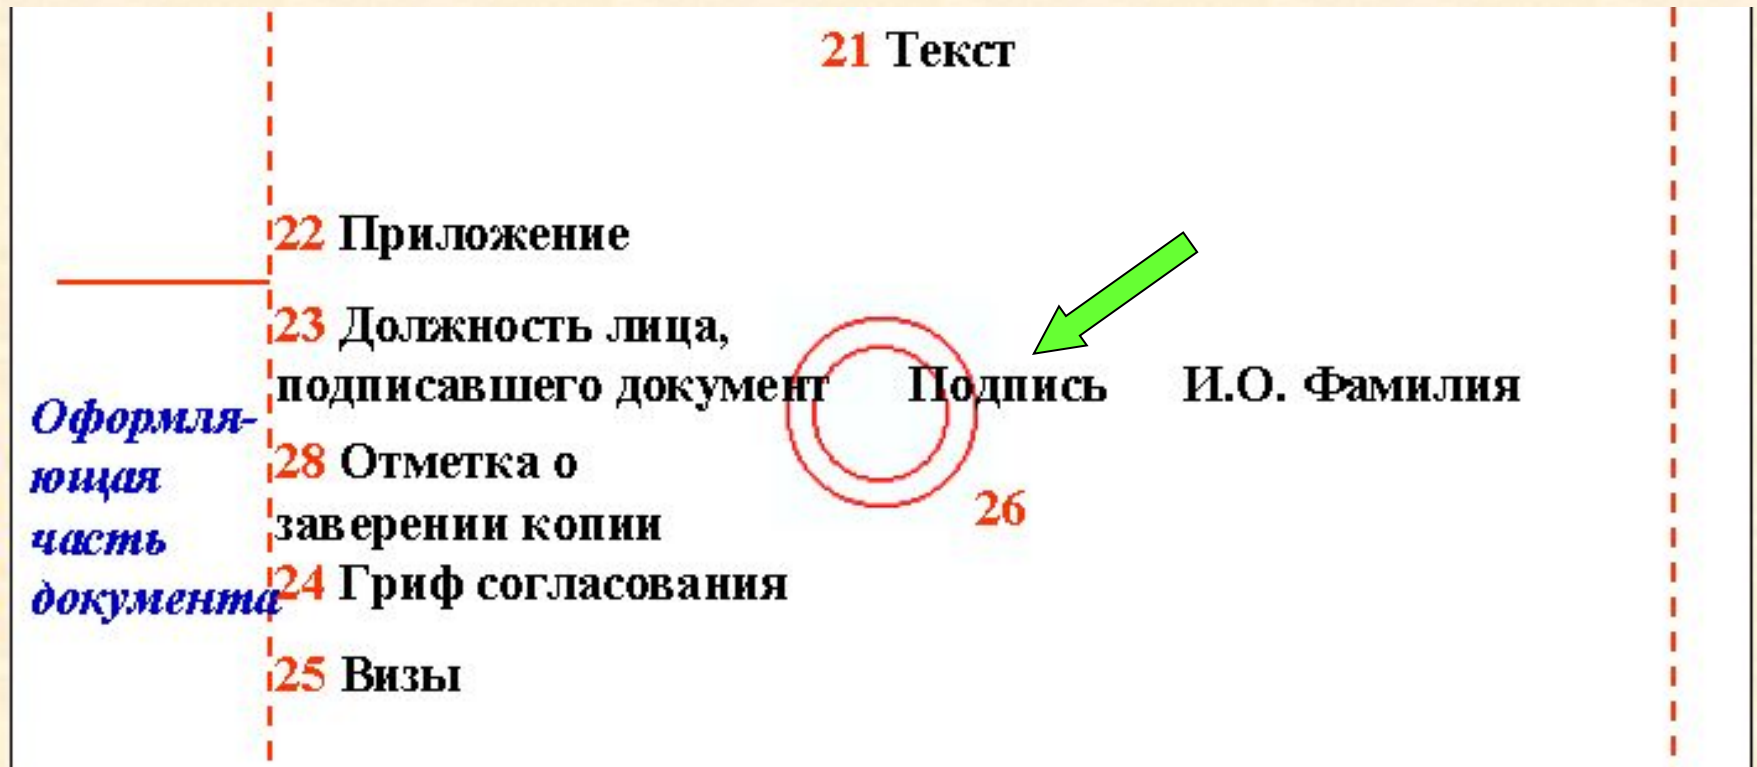 21 Текст
22 Приложение
23 Должность лица,
подписавшего документ Подпись И.О. Фамилия
28 Отметка о
заверении копии
26
24 Гриф согласования
25 Визы
Оформля-
ющая
часть
документа